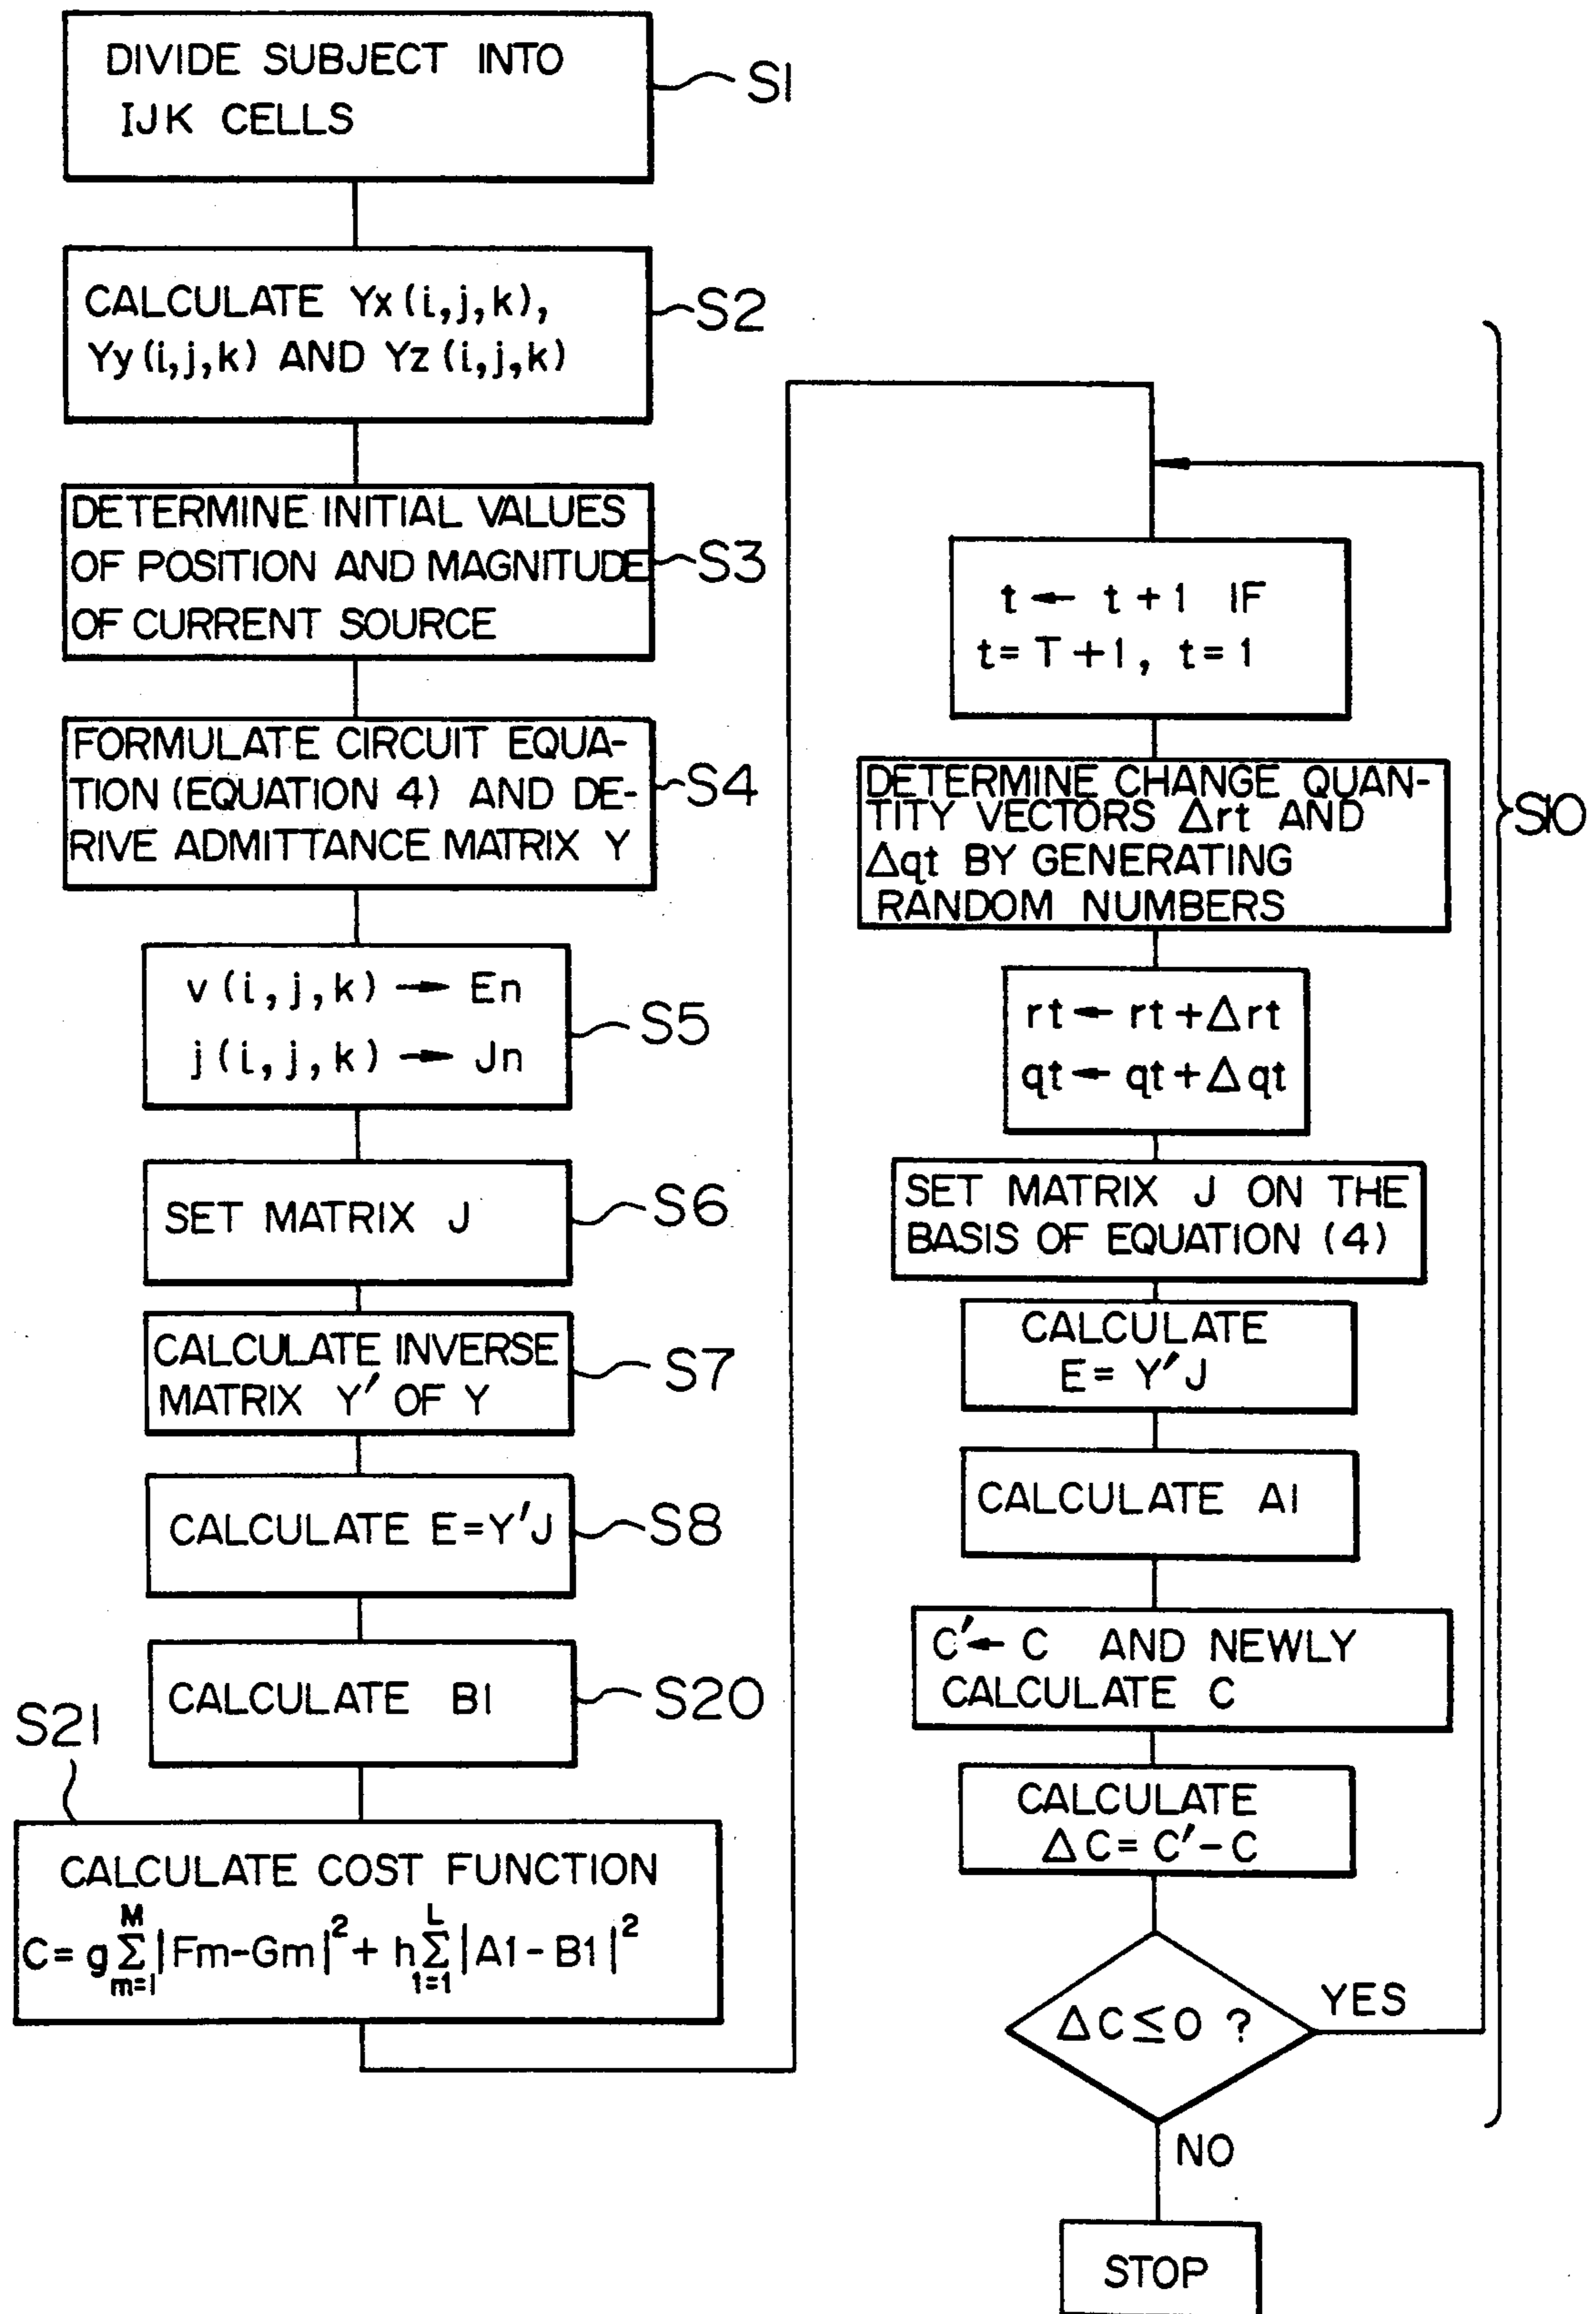 DIVIDE SUBJECT INTO
IJK CELLS
S1
CALCULATE Yx(i,j,k),
Yy(i,j,k) AND Yz(i,j,k)
S2
DETERMINE INITIAL VALUES
OF POSITION AND MAGNITUDE
OF CURRENT SOURCE
S3
FORMULATE CIRCUIT EQUA-
TION (EQUATION 4) AND DE-
RIVE ADMITTANCE MATRIX Y
S4
v(i,j,k) → En
j(i,j,k) → Jn
S5
SET MATRIX J
S6
CALCULATE INVERSE
MATRIX Y' OF Y
S7
CALCULATE E=Y'J
S8
CALCULATE B1
S20
S21
CALCULATE COST FUNCTION
C= g M Σ m=1 |Fm-Gm|² + h L Σ 1=1 |A1-B1|²
t ← t+1 IF
t=T+1, t=1
DETERMINE CHANGE QUAN-
TITY VECTORS Δrt AND
Δqt BY GENERATING
RANDOM NUMBERS
rt ← rt+Δrt
qt ← qt+Δqt
SET MATRIX J ON THE
BASIS OF EQUATION (4)
CALCULATE
E= Y'J
CALCULATE A1
C' ← C AND NEWLY
CALCULATE C
CALCULATE
ΔC= C'-C
ΔC≤0 ?
YES
NO
STOP
S10